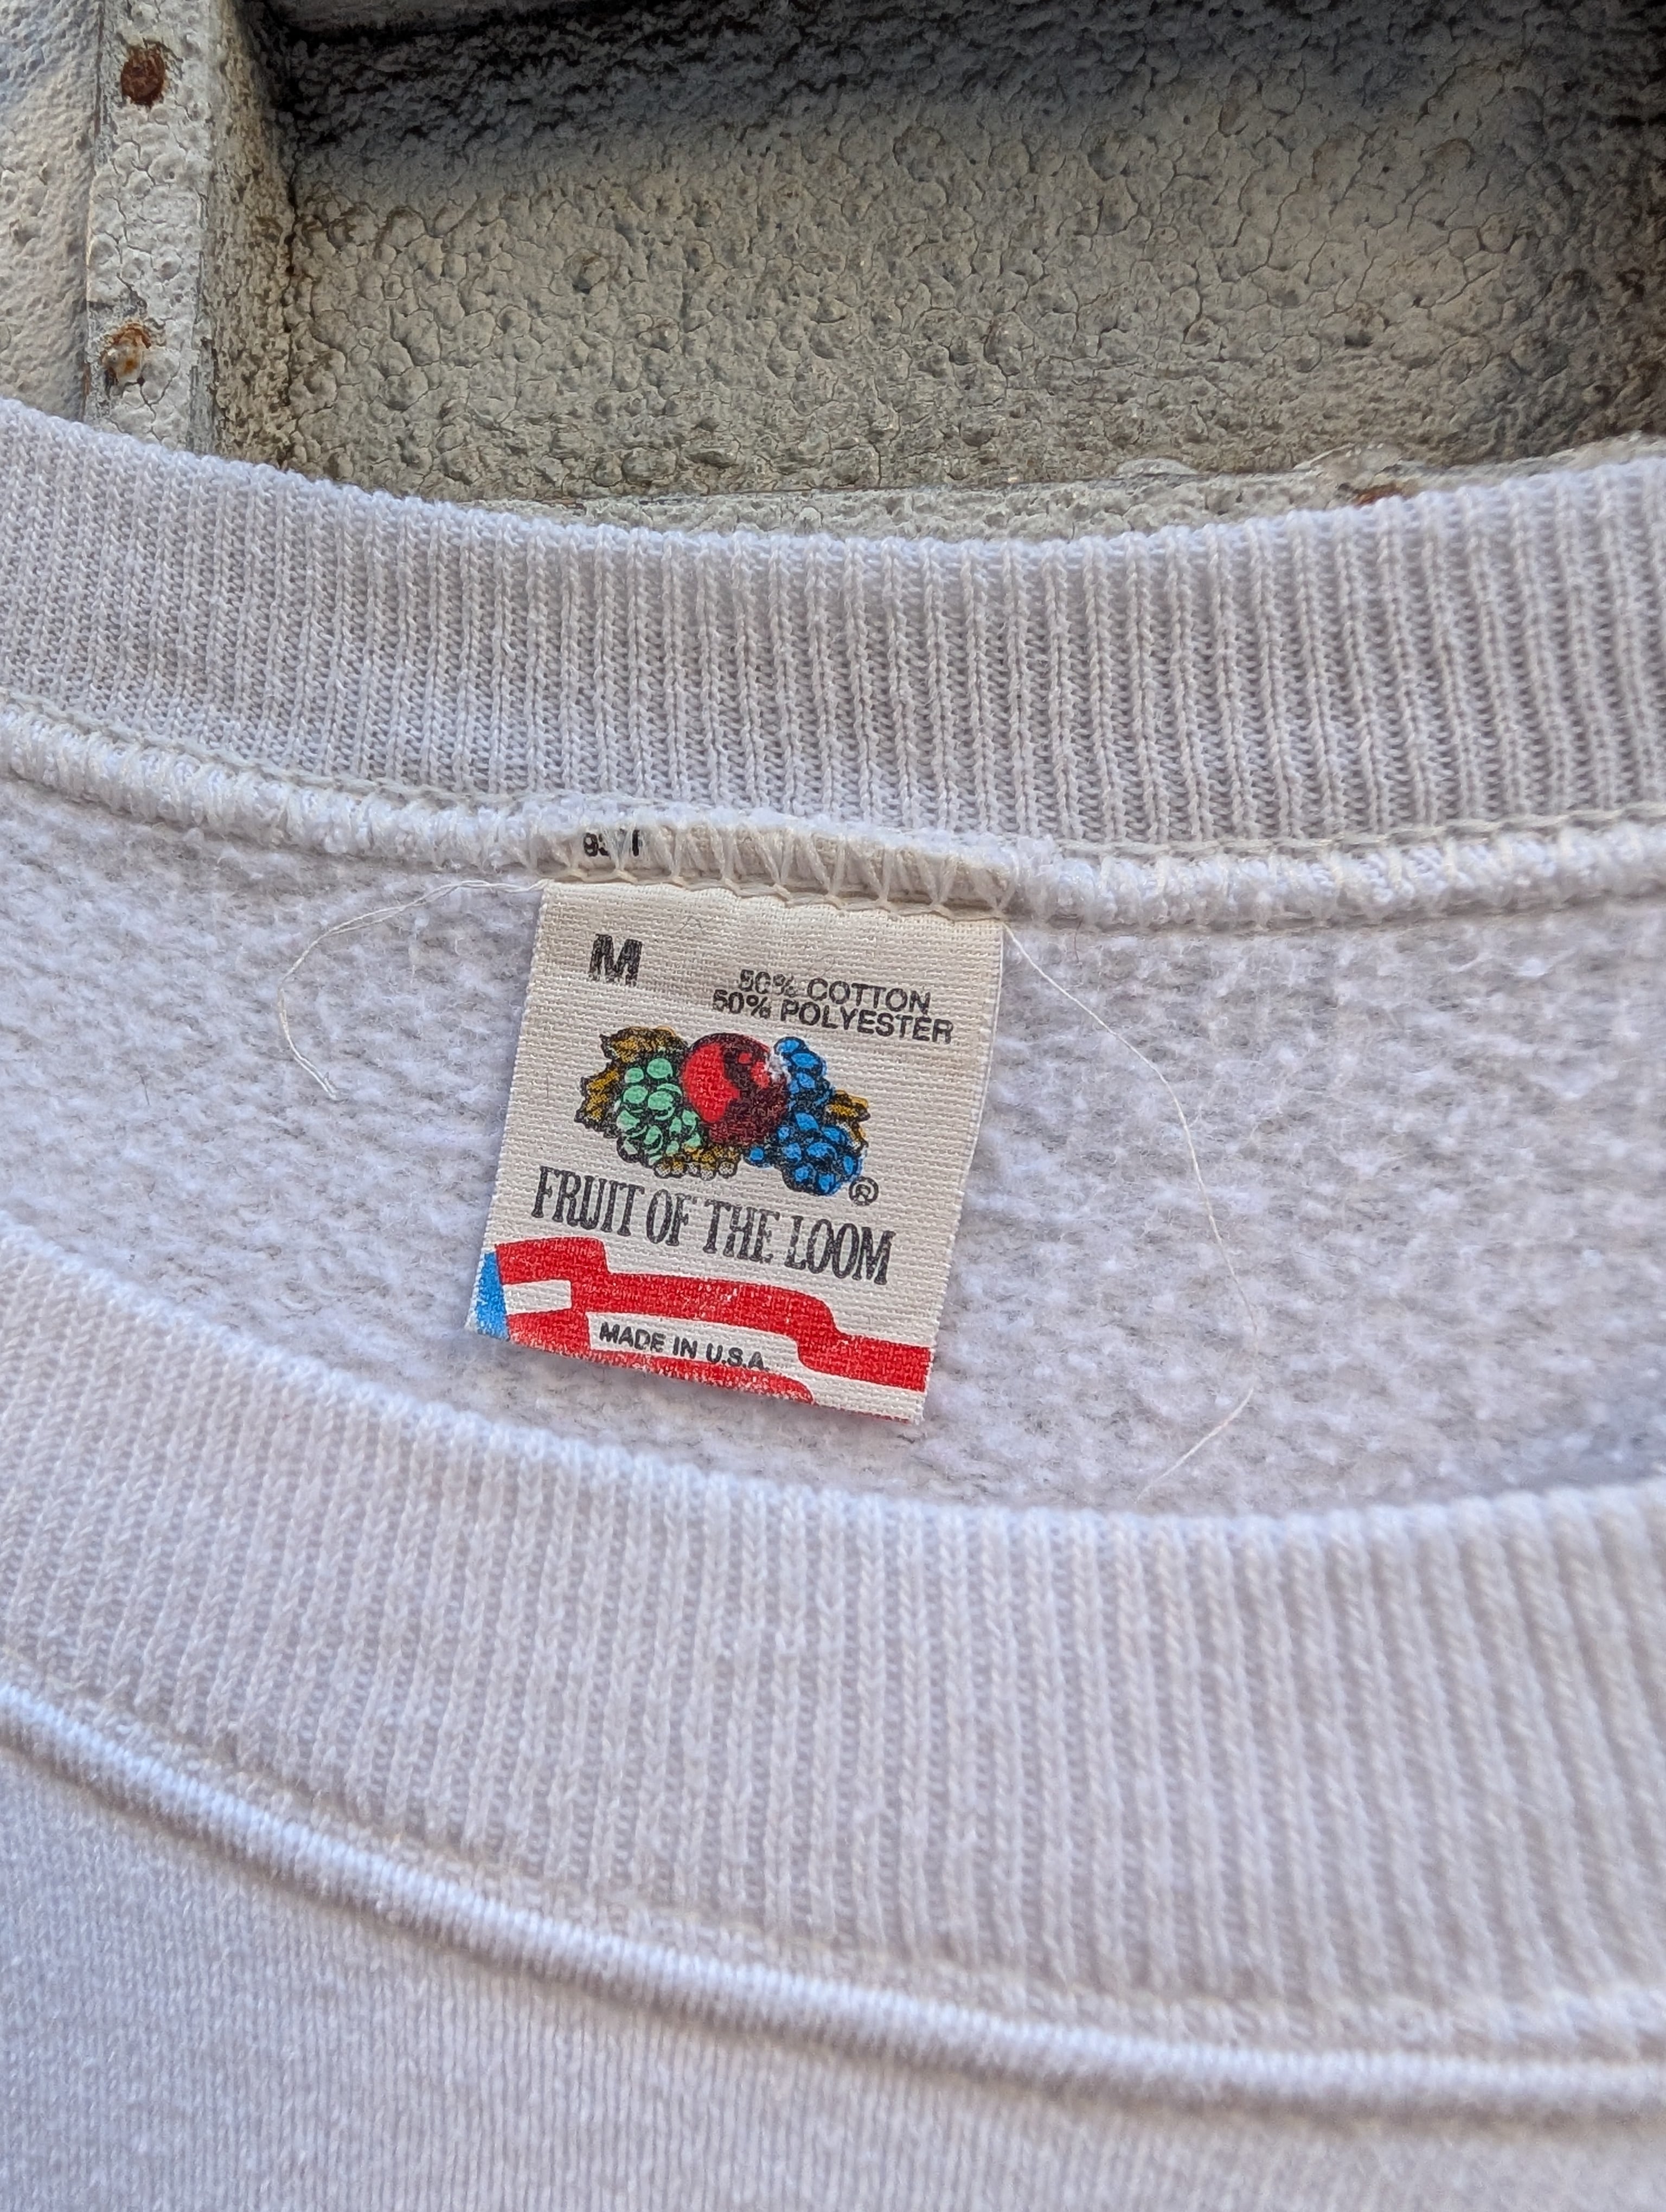 M
50% COTTON
50% POLYESTER
®
FRUIT OF THE LOOM
MADE IN U.S.A.